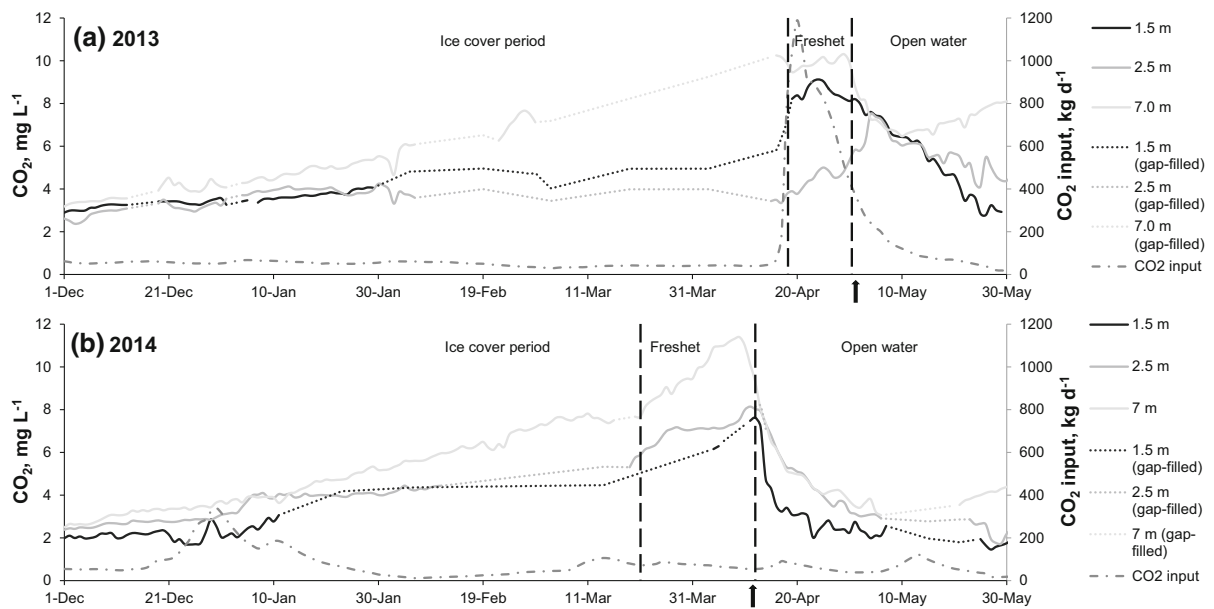 (a) 2013
Ice cover period
Freshet
Open water
CO2, mg L-1
12
10
8
6
4
2
0
CO2 input, kg d-1
1200
1000
800
600
400
200
0
1-Dec 21-Dec 10-Jan 30-Jan 19-Feb 11-Mar 31-Mar 20-Apr 10-May 30-May
1.5 m
2.5 m
7.0 m
1.5 m
(gap-filled)
2.5 m
(gap-filled)
7.0 m
(gap-filled)
CO2 input
(b) 2014
Ice cover period
Freshet
Open water
CO2, mg L-1
12
10
8
6
4
2
0
CO2 input, kg d-1
1200
1000
800
600
400
200
0
1-Dec 21-Dec 10-Jan 30-Jan 19-Feb 11-Mar 31-Mar 20-Apr 10-May 30-May
1.5 m
2.5 m
7 m
1.5 m
(gap-filled)
2.5 m
(gap-filled)
7 m (gap-
filled)
CO2 input